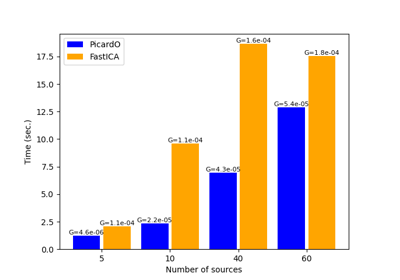 G=1.6e-04
PicardO
FastICA
G=1.8e-04
17.5
15.0
G=5.4e-05
12.5
G=1.1e-04
10.0
7.5
G=4.3e-05
5.0
G=2.2e-05
G=1.1e-04
2.5
G=4.6e-06
0.0
5 10 40 60
Time (sec.)
Number of sources